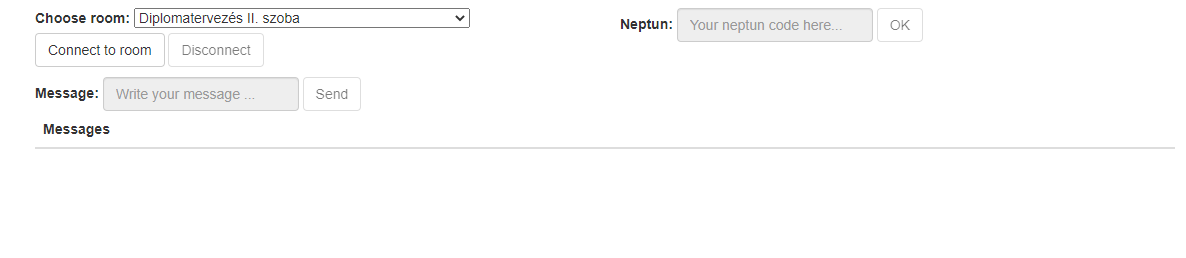 Choose room: Diplomatervezés II. szoba
Neptun: Your neptun code here... OK
Connect to room Disconnect
Message: Write your message ... Send
Messages